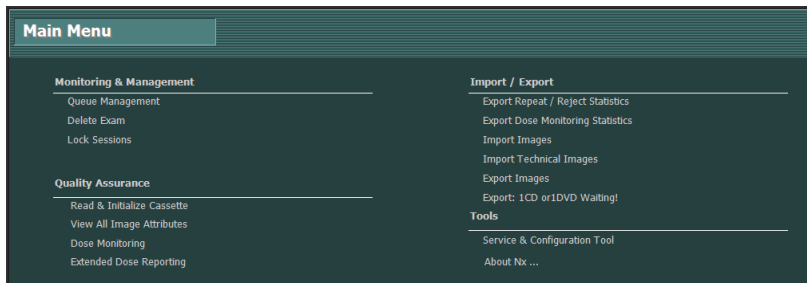 Main Menu
Monitoring & Management
Queue Management
Delete Exam
Lock Sessions
Quality Assurance
Read & Initialize Cassette
View All Image Attributes
Dose Monitoring
Extended Dose Reporting
Import / Export
Export Repeat / Reject Statistics
Export Dose Monitoring Statistics
Import Images
Import Technical Images
Export Images
Export: 1CD or1DVD Waiting!
Tools
Service & Configuration Tool
About Nx ...